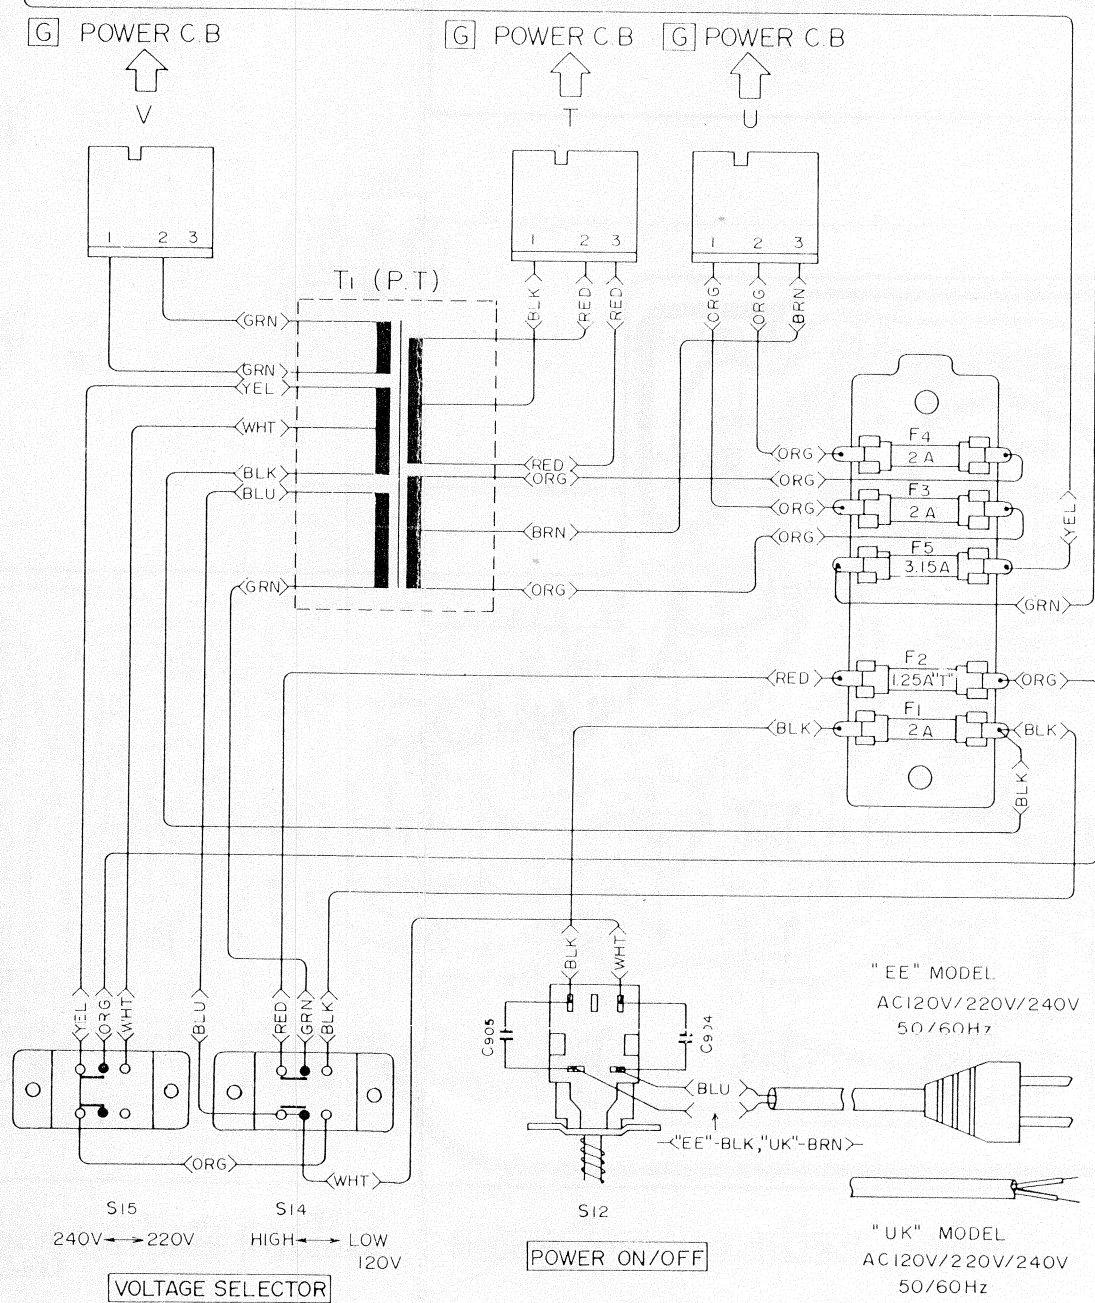 G POWER C.B
G POWER C.B
G POWER C.B
V
T
U
1 2 3
1 2 3
1 2 3
T1 (P.T)
BLK
RED
RED
ORG
ORG
BRN
GRN
GRN
YEL
WHT
BLK
BLU
GRN
RED
ORG
BRN
ORG
ORG
ORG
ORG
ORG
F4
2A
F3
2A
F5
3.15A
YEL
GRN
RED
F2
1.25A"T"
ORG
BLK
F1
2A
BLK
BLK
YEL
ORG
WHT
BLU
RED
GRN
BLK
BLK
WHT
C905
C904
"EE" MODEL
AC120V/220V/240V
50/60Hz
BLU
"EE"-BLK,"UK"-BRN
ORG
WHT
S15
S14
S12
240V 220V
HIGH LOW
120V
VOLTAGE SELECTOR
POWER ON/OFF
"UK" MODEL
AC120V/220V/240V
50/60Hz